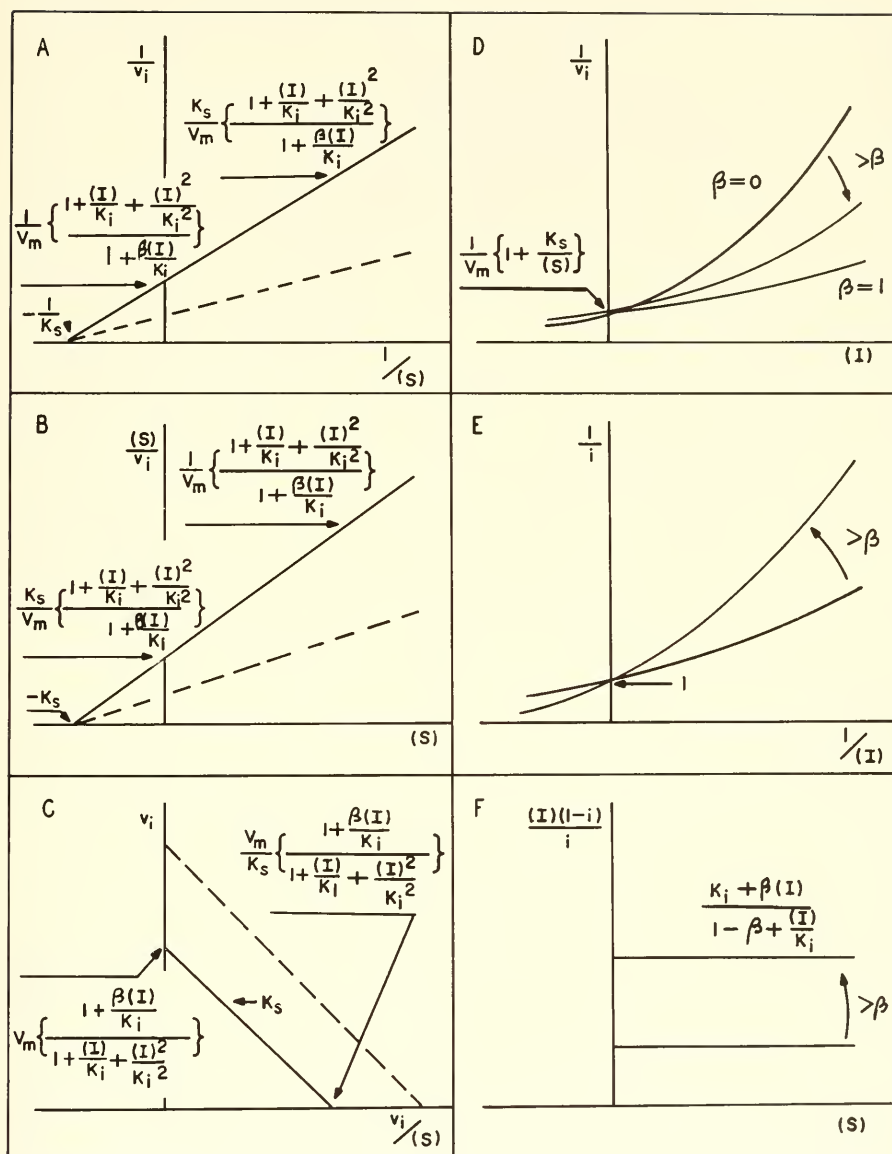 A
1/v_i
K_s/V_m {(1 + (I)/K_i + (I)^2/K_i^2)/(1 + β(I)/K_i)}
1/V_m {(1 + (I)/K_i + (I)^2/K_i^2)/(1 + β(I)/K_i)}
-1/K_s
1/(S)
B
(S)/v_i
1/V_m {(1 + (I)/K_i + (I)^2/K_i^2)/(1 + β(I)/K_i)}
K_s/V_m {(1 + (I)/K_i + (I)^2/K_i^2)/(1 + β(I)/K_i)}
-K_s
(S)
C
v_i
V_m/K_s {(1 + β(I)/K_i)/(1 + (I)/K_i + (I)^2/K_i^2)}
K_s
V_m {(1 + β(I)/K_i)/(1 + (I)/K_i + (I)^2/K_i^2)}
v_i/(S)
D
1/v_i
β=0
>β
1/V_m {1 + K_s/(S)}
β=1
(I)
E
1/i
>β
1
1/(I)
F
(I)(1-i)/i
(K_i + β(I))/(1 - β + (I)/K_i)
>β
(S)